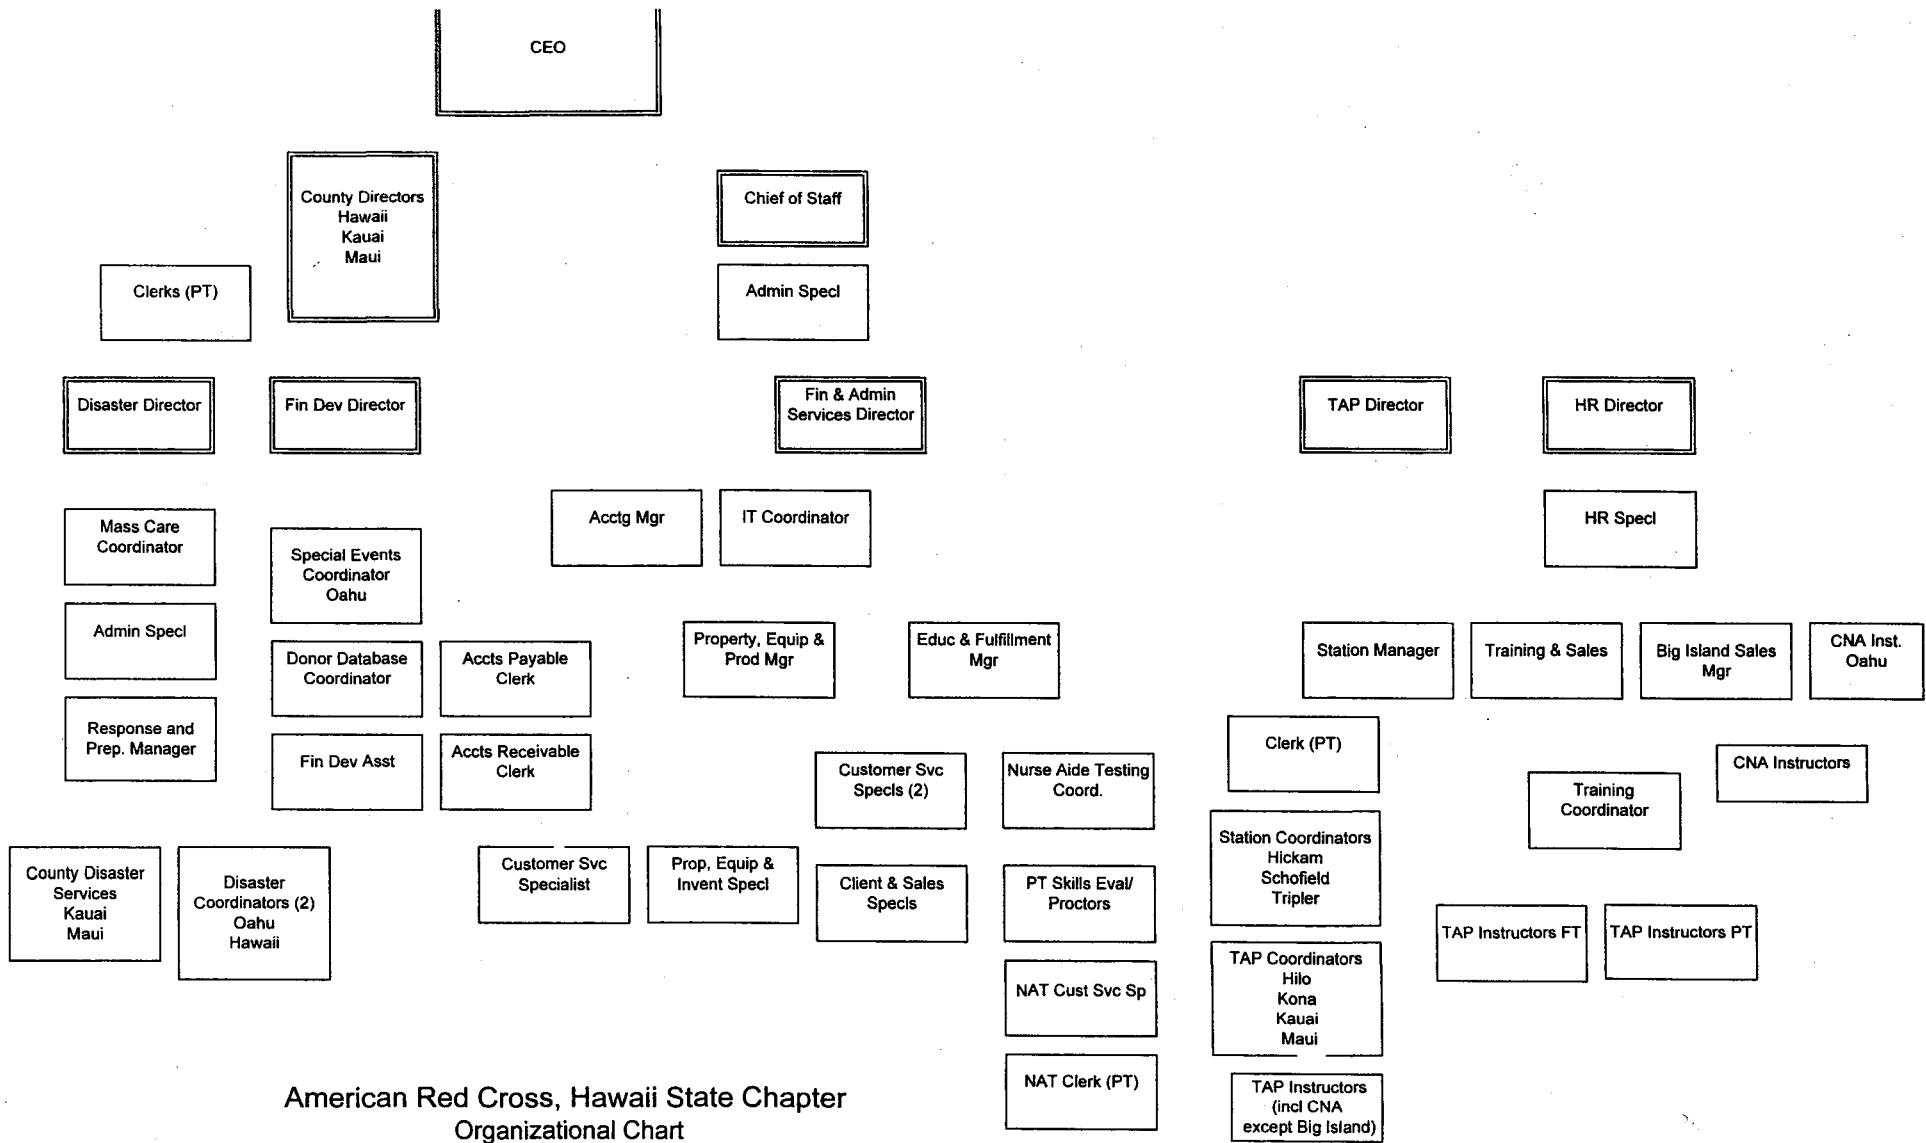 CEO
County Directors
Hawaii
Kauai
Maui
Chief of Staff
Clerks (PT)
Admin Specl
Disaster Director
Fin Dev Director
Fin & Admin
Services Director
TAP Director
HR Director
Acctg Mgr
IT Coordinator
HR Specl
Mass Care
Coordinator
Special Events
Coordinator
Oahu
Admin Specl
Donor Database
Coordinator
Accts Payable
Clerk
Property, Equip &
Prod Mgr
Educ & Fulfillment
Mgr
Station Manager
Training & Sales
Big Island Sales
Mgr
CNA Inst.
Oahu
Response and
Prep. Manager
Fin Dev Asst
Accts Receivable
Clerk
Customer Svc
Specls (2)
Nurse Aide Testing
Coord.
Clerk (PT)
Training
Coordinator
CNA Instructors
County Disaster
Services
Kauai
Maui
Disaster
Coordinators (2)
Oahu
Hawaii
Customer Svc
Specialist
Prop, Equip &
Invent Specl
Client & Sales
Specls
PT Skills Eval/
Proctors
Station Coordinators
Hickam
Schofield
Tripler
TAP Instructors FT
TAP Instructors PT
NAT Cust Svc Sp
TAP Coordinators
Hilo
Kona
Kauai
Maui
NAT Clerk (PT)
TAP Instructors
(incl CNA
except Big Island)
American Red Cross, Hawaii State Chapter
Organizational Chart